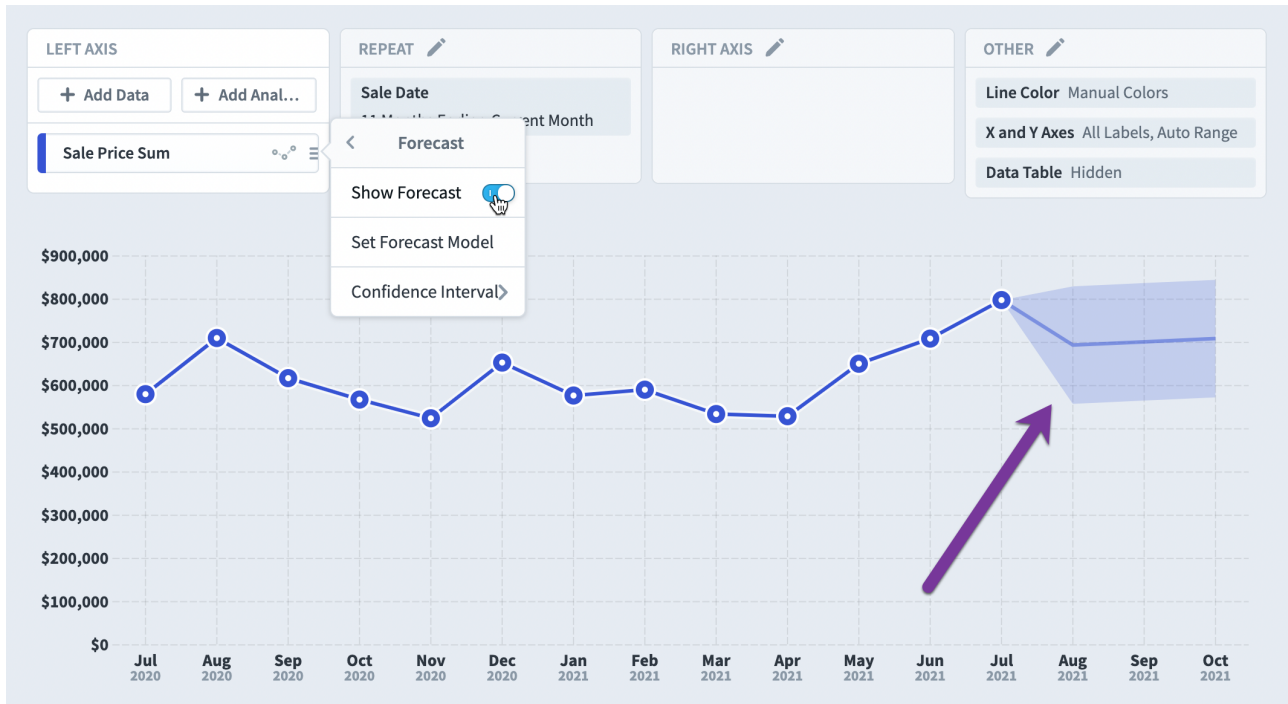 LEFT AXIS
REPEAT
RIGHT AXIS
OTHER
+ Add Data
+ Add Anal...
Sale Date
Line Color Manual Colors
ent Month
X and Y Axes All Labels, Auto Range
Sale Price Sum
Forecast
Data Table Hidden
Show Forecast
Set Forecast Model
Confidence Interval
$900,000
$800,000
$700,000
$600,000
$500,000
$400,000
$300,000
$200,000
$100,000
$0
Jul Aug Sep Oct Nov Dec Jan Feb Mar Apr May Jun Jul Aug Sep Oct
2020 2020 2020 2020 2020 2020 2021 2021 2021 2021 2021 2021 2021 2021 2021 2021